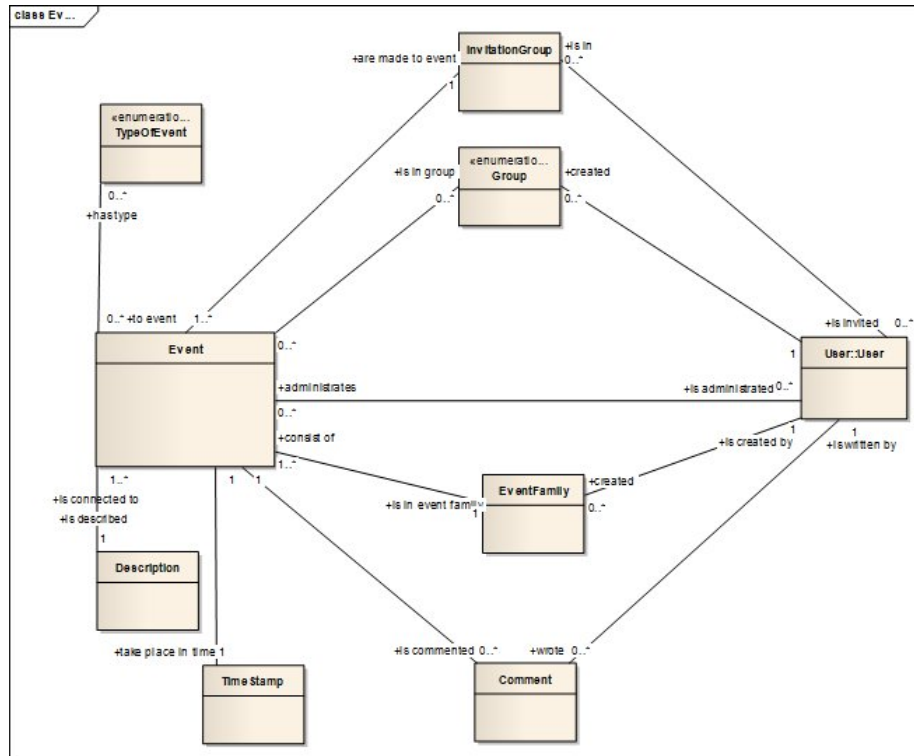 class Ev...
InvitationGroup
+is in
0..*
+are made to event
1
«enumeratio...
TypeOfEvent
0..*
+has type
«enumeratio...
Group
+is in group
0..*
+created
0..*
0..*
+to event
1..*
+is invited
0..*
Event
0..*
1
User::User
+administrates
0..*
+is administrated
0..*
+consist of
1..*
1
+is created by
1
+is written by
EventFamily
+created
0..*
+is in event family
1
1..*
+is connected to
+is described
1
1
1
Description
+take place in time
1
TimeStamp
+is commented
0..*
+wrote
0..*
Comment